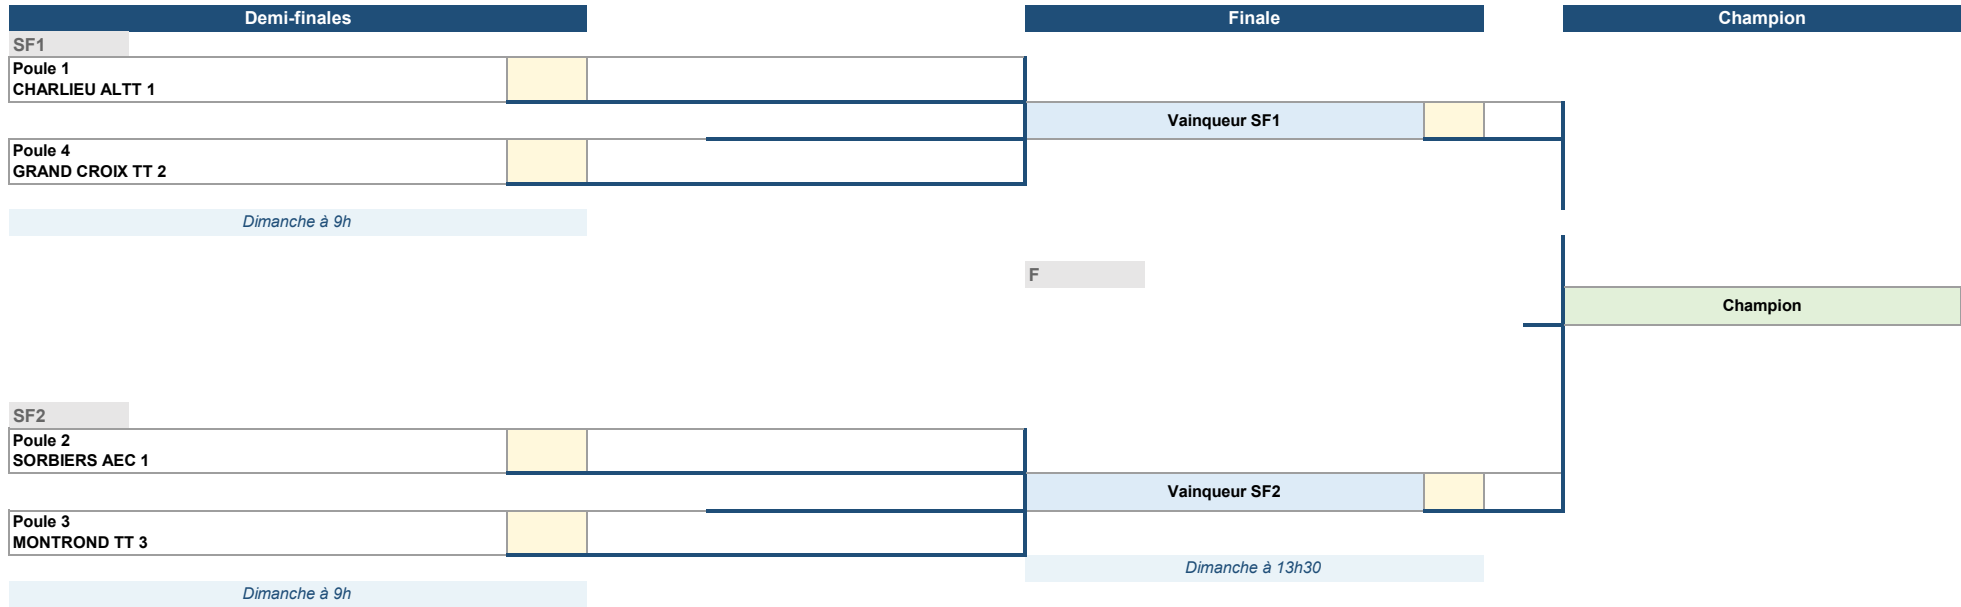 Demi-finales
Finale
Champion
SF1
Poule 1
CHARLIEU ALTT 1
Vainqueur SF1
Poule 4
GRAND CROIX TT 2
Dimanche à 9h
F
Champion
SF2
Poule 2
SORBIERS AEC 1
Vainqueur SF2
Poule 3
MONTROND TT 3
Dimanche à 13h30
Dimanche à 9h